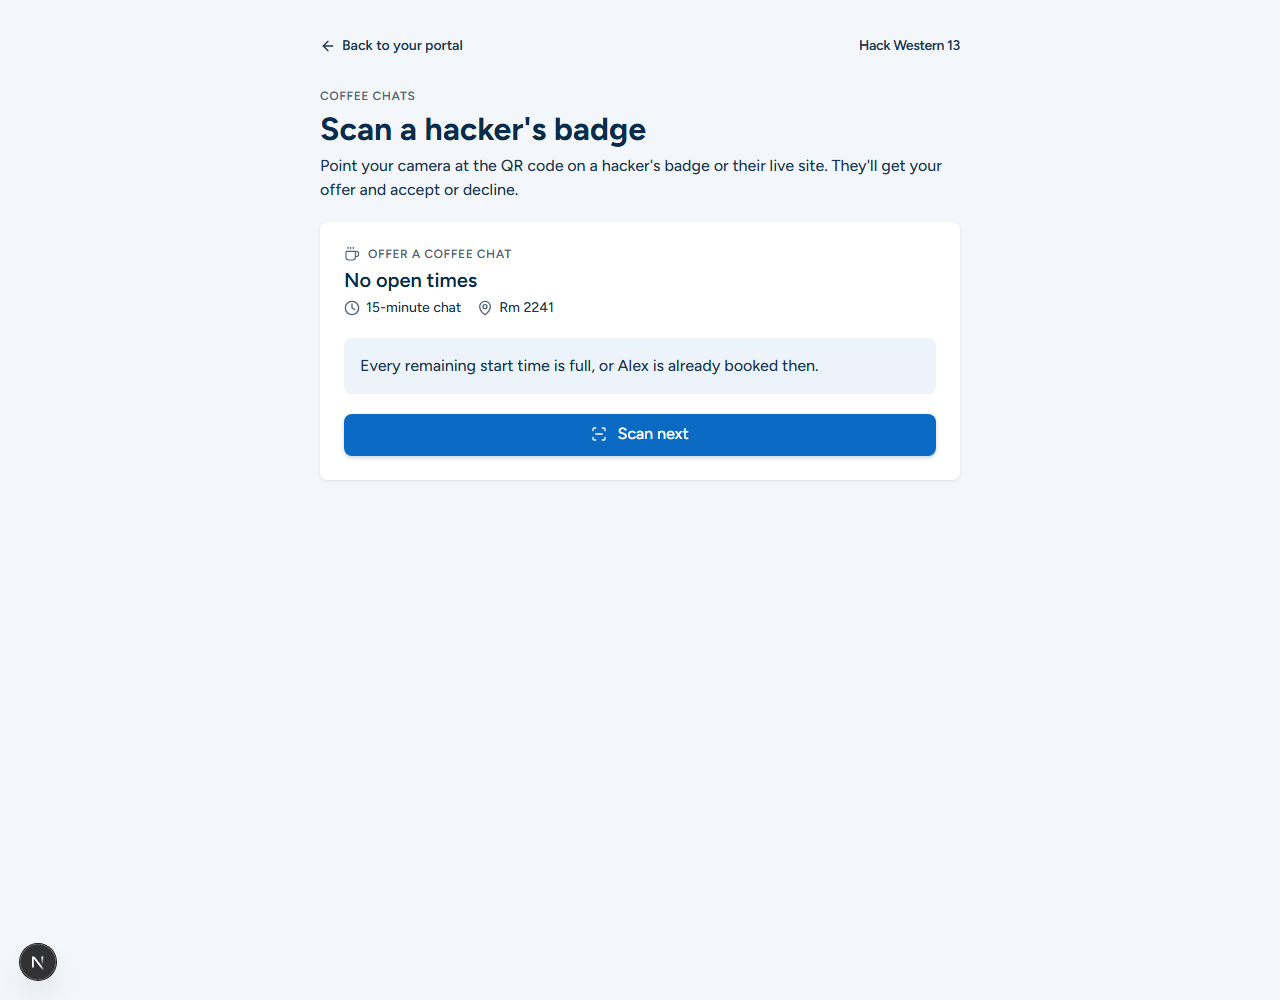 Back to your portal
Hack Western 13
COFFEE CHATS
Scan a hacker's badge
Point your camera at the QR code on a hacker's badge or their live site. They'll get your
offer and accept or decline.
OFFER A COFFEE CHAT
No open times
15-minute chat
Rm 2241
Every remaining start time is full, or Alex is already booked then.
Scan next
N